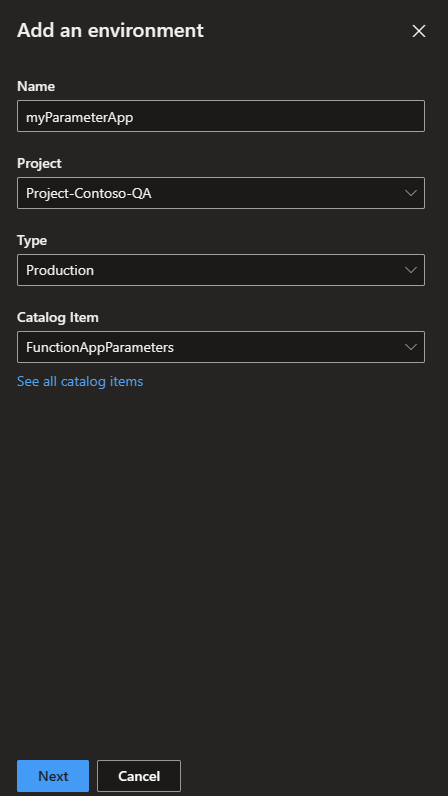 Add an environment
Name
myParameterApp
Project
Project-Contoso-QA
Type
Production
Catalog Item
FunctionAppParameters
See all catalog items
Next
Cancel